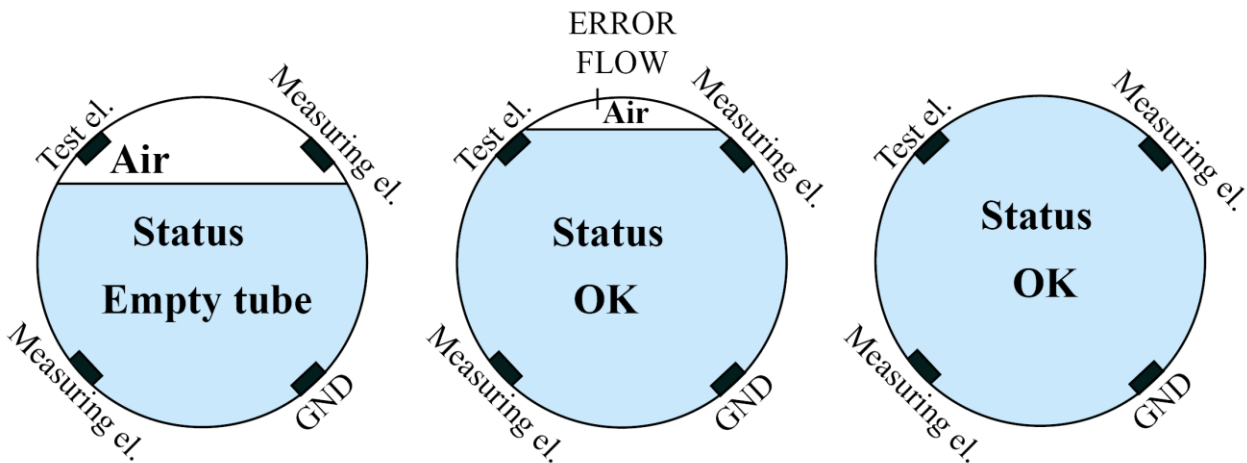 Test el.
Measuring el.
Air
Status
Empty tube
Measuring el.
GND
ERROR
FLOW
Test el.
Air
Measuring el.
Status
OK
Measuring el.
GND
Test el.
Measuring el.
Status
OK
Measuring el.
GND